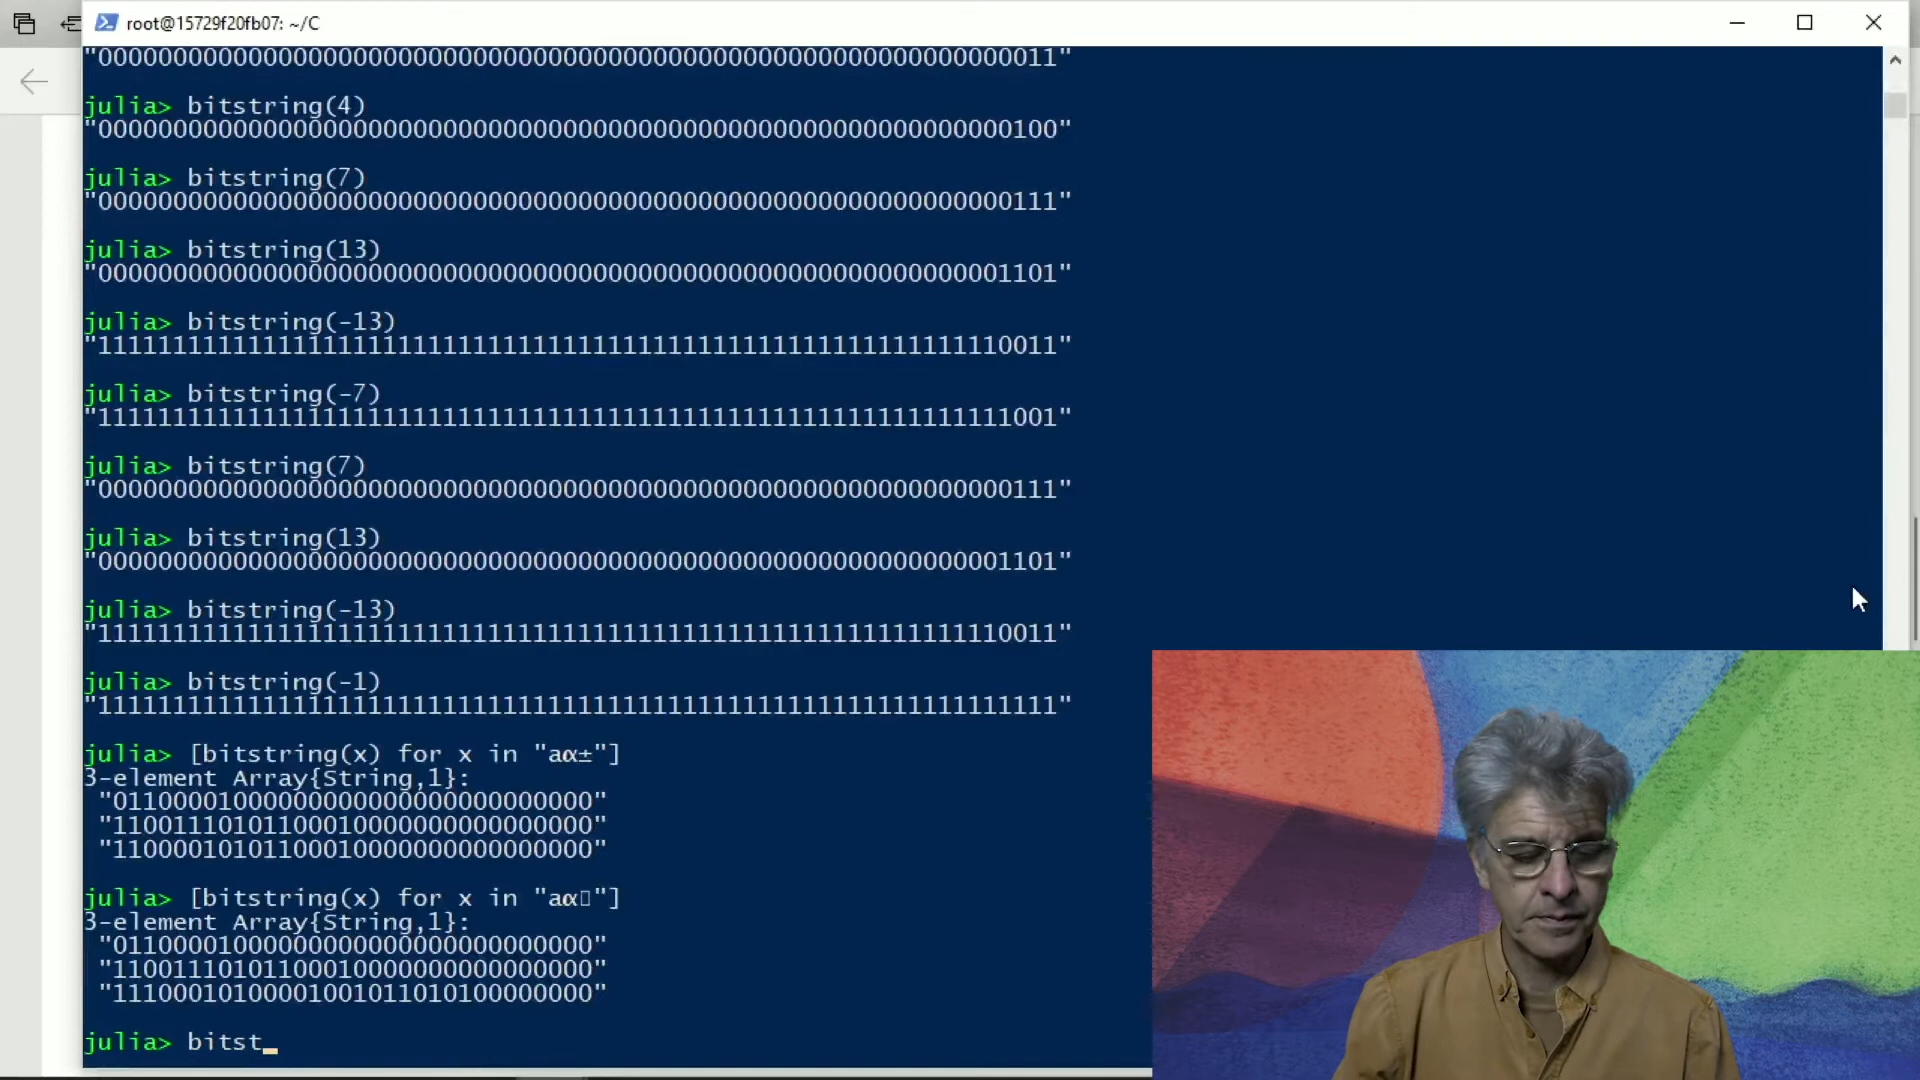 root@15729f20fb07: ~/C
"0000000000000000000000000000000000000000000000000000000000000011"
julia> bitstring(4)
"0000000000000000000000000000000000000000000000000000000000000100"
julia> bitstring(7)
"0000000000000000000000000000000000000000000000000000000000000111"
julia> bitstring(13)
"0000000000000000000000000000000000000000000000000000000000001101"
julia> bitstring(-13)
"1111111111111111111111111111111111111111111111111111111111110011"
julia> bitstring(-7)
"1111111111111111111111111111111111111111111111111111111111111001"
julia> bitstring(7)
"0000000000000000000000000000000000000000000000000000000000000111"
julia> bitstring(13)
"0000000000000000000000000000000000000000000000000000000000001101"
julia> bitstring(-13)
"1111111111111111111111111111111111111111111111111111111111110011"
julia> bitstring(-1)
"1111111111111111111111111111111111111111111111111111111111111111"
julia> [bitstring(x) for x in "aα±"]
3-element Array{String,1}:
"01100001000000000000000000000000"
"11001110101100010000000000000000"
"11000010101100010000000000000000"
julia> [bitstring(x) for x in "aα▯"]
3-element Array{String,1}:
"01100001000000000000000000000000"
"11001110101100010000000000000000"
"11100010100001001011010100000000"
julia> bitst